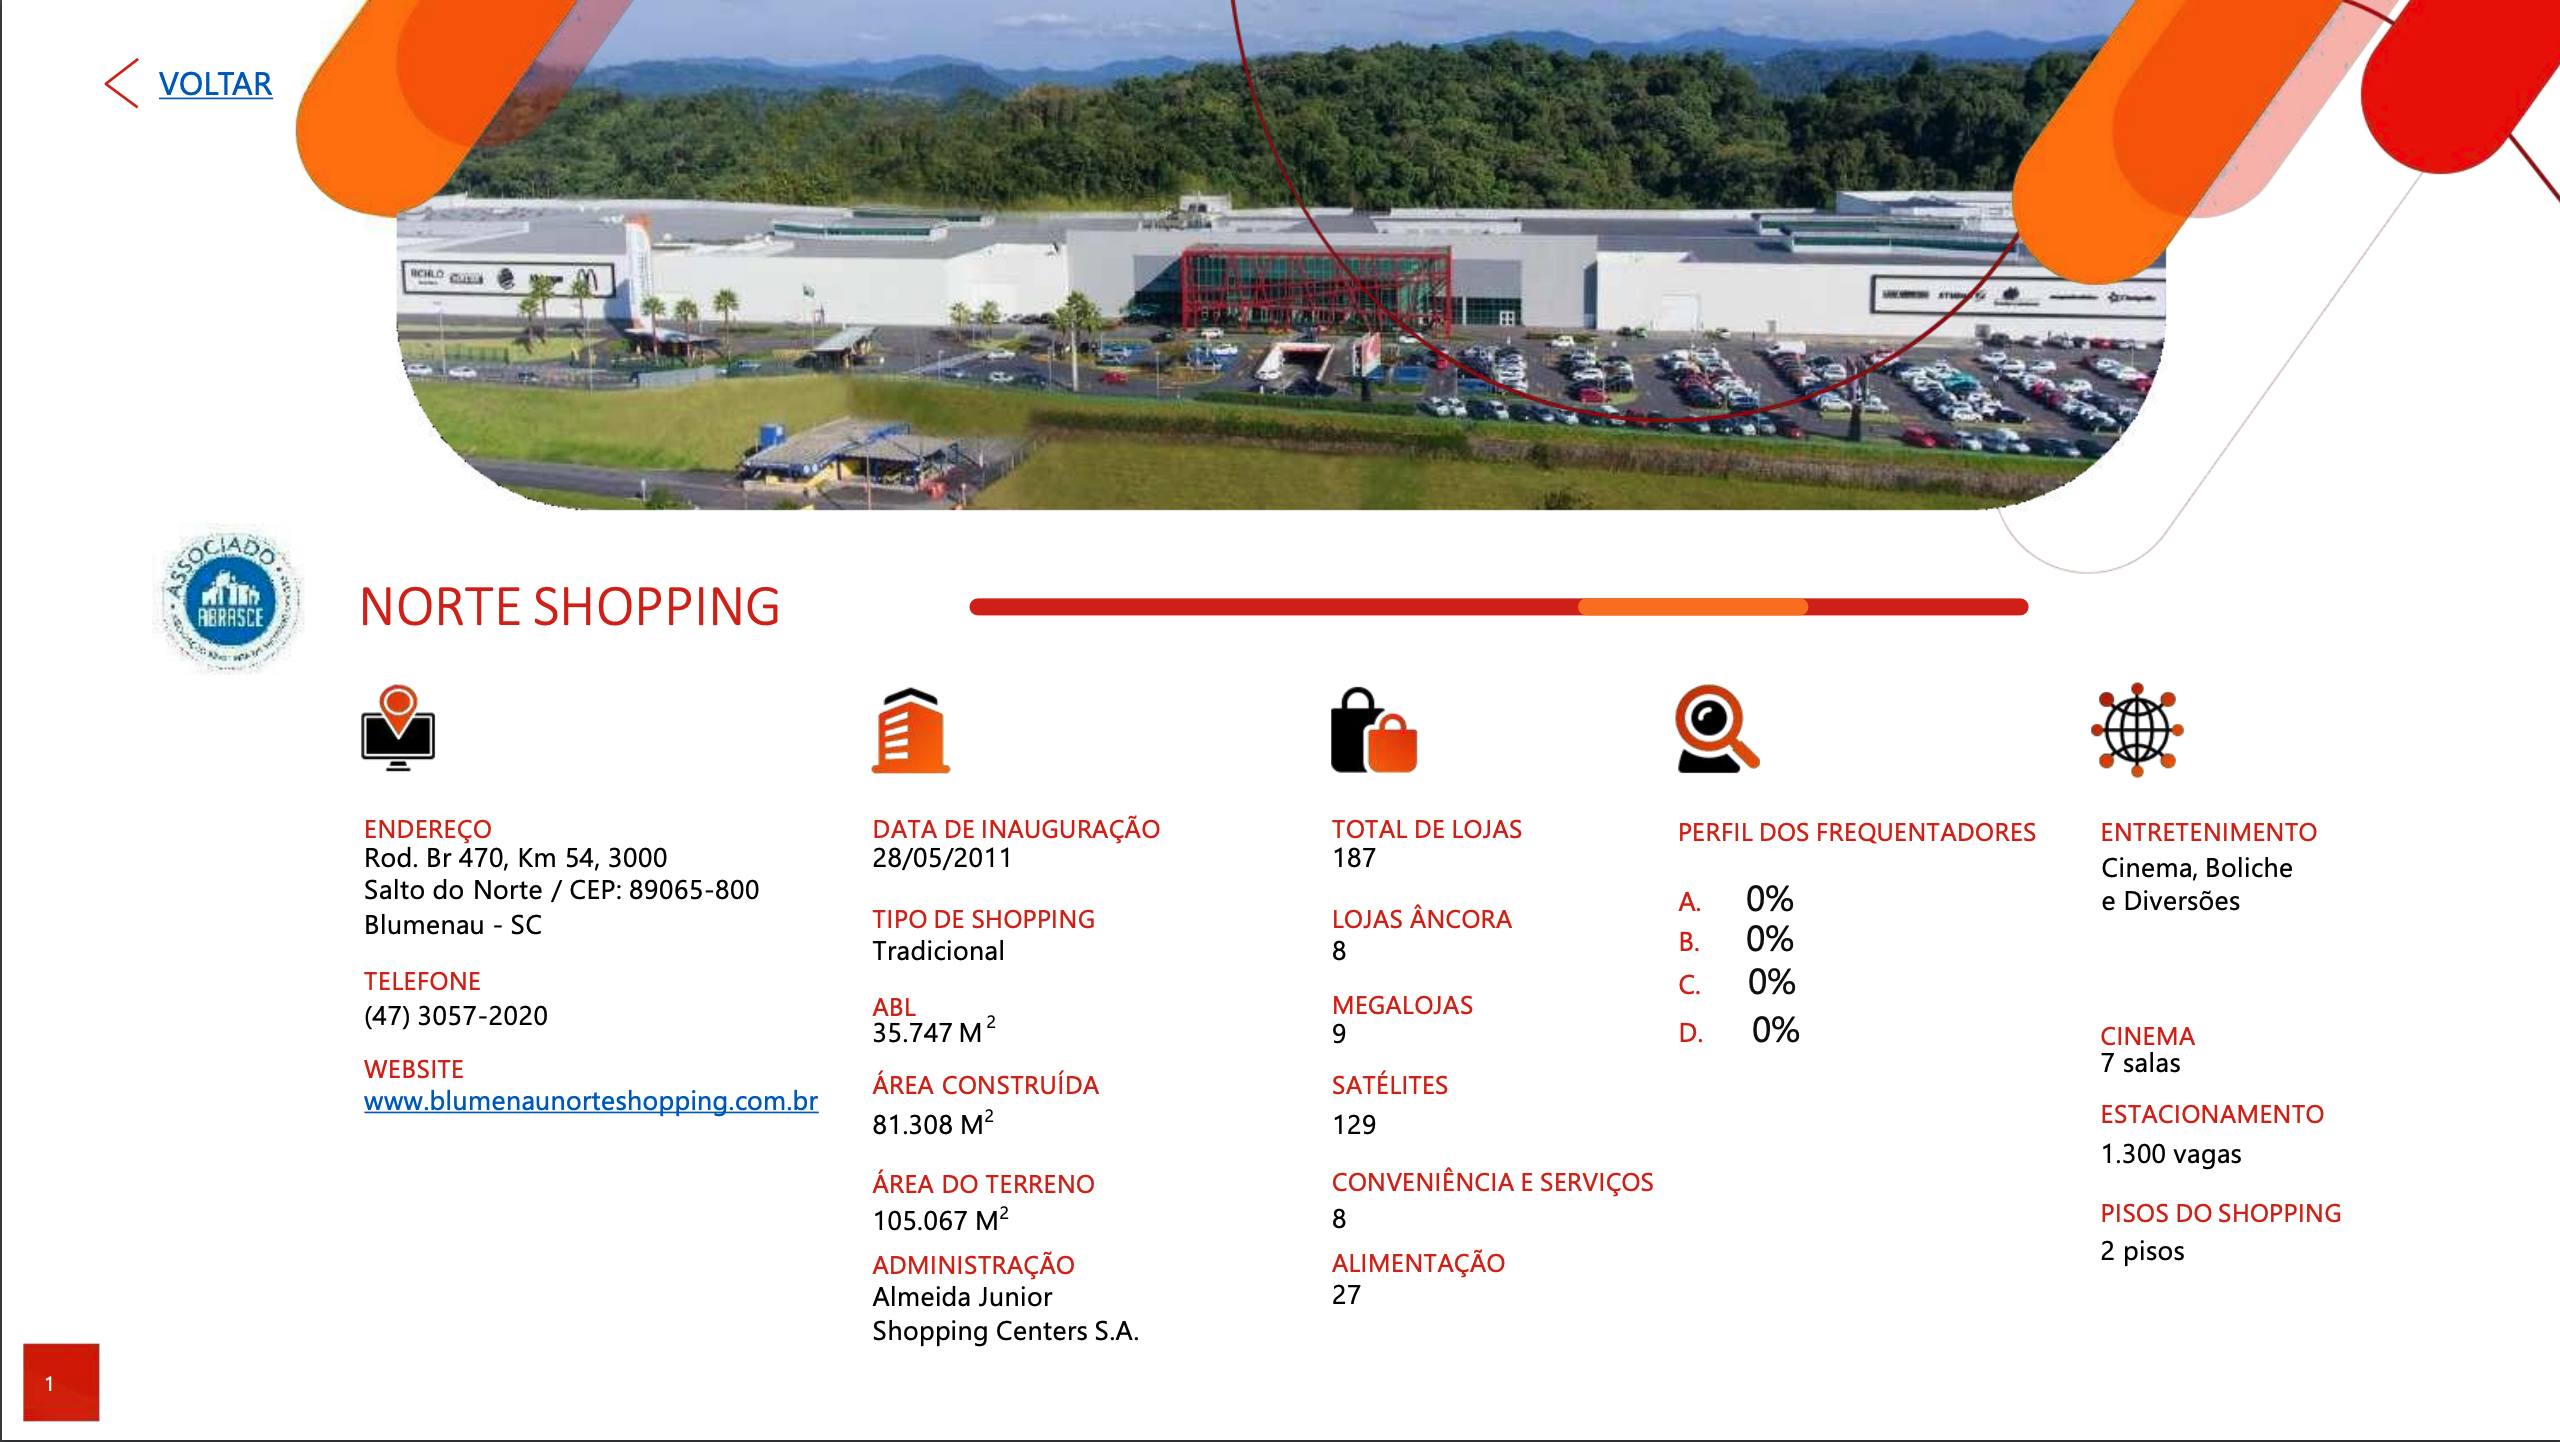 VOLTAR
ASSOCIADO
ABRASCE
NORTE SHOPPING
ENDEREÇO
Rod. Br 470, Km 54, 3000
Salto do Norte / CEP: 89065-800
Blumenau - SC
TELEFONE
(47) 3057-2020
WEBSITE
www.blumenaunorteshopping.com.br
DATA DE INAUGURAÇÃO
28/05/2011
TIPO DE SHOPPING
Tradicional
ABL
35.747 M²
ÁREA CONSTRUÍDA
81.308 M²
ÁREA DO TERRENO
105.067 M²
ADMINISTRAÇÃO
Almeida Junior
Shopping Centers S.A.
TOTAL DE LOJAS
187
LOJAS ÂNCORA
8
MEGALOJAS
9
SATÉLITES
129
CONVENIÊNCIA E SERVIÇOS
8
ALIMENTAÇÃO
27
PERFIL DOS FREQUENTADORES
A. 0%
B. 0%
C. 0%
D. 0%
ENTRETENIMENTO
Cinema, Boliche
e Diversões
CINEMA
7 salas
ESTACIONAMENTO
1.300 vagas
PISOS DO SHOPPING
2 pisos
1